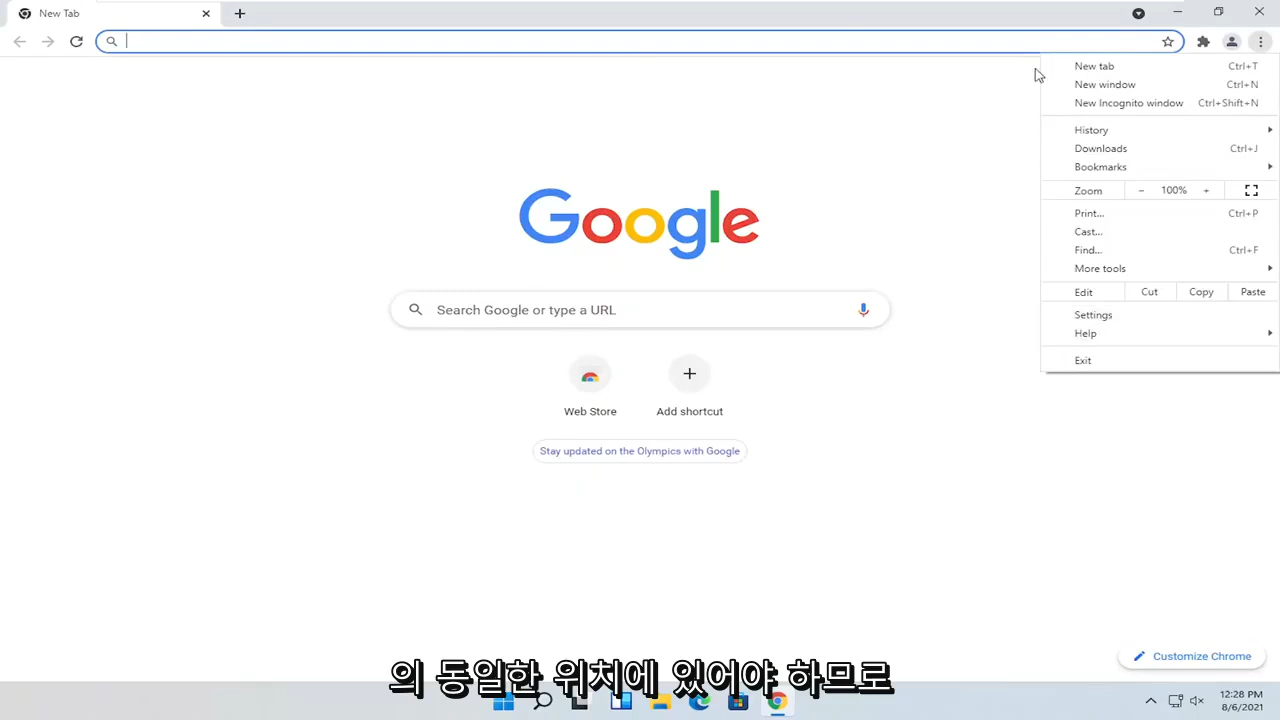 New Tab
New tab Ctrl+T
New window Ctrl+N
New Incognito window Ctrl+Shift+N
History
Downloads Ctrl+J
Bookmarks
Zoom – 100% +
Print... Ctrl+P
Cast...
Find... Ctrl+F
More tools
Edit Cut Copy Paste
Settings
Help
Exit
Google
Search Google or type a URL
Web Store Add shortcut
Stay updated on the Olympics with Google
Customize Chrome
의 동일한 위치에 있어야 하므로
12:28 PM
8/6/2021